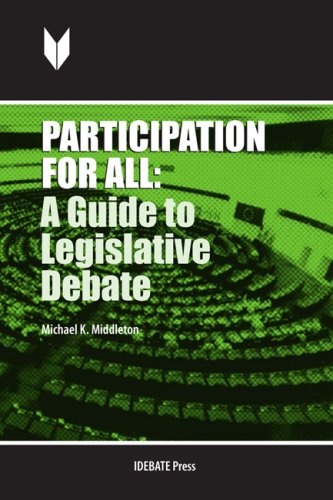 PARTICIPATION
FOR ALL:
A Guide to
Legislative
Debate
Michael K. Middleton
IDEBATE Press